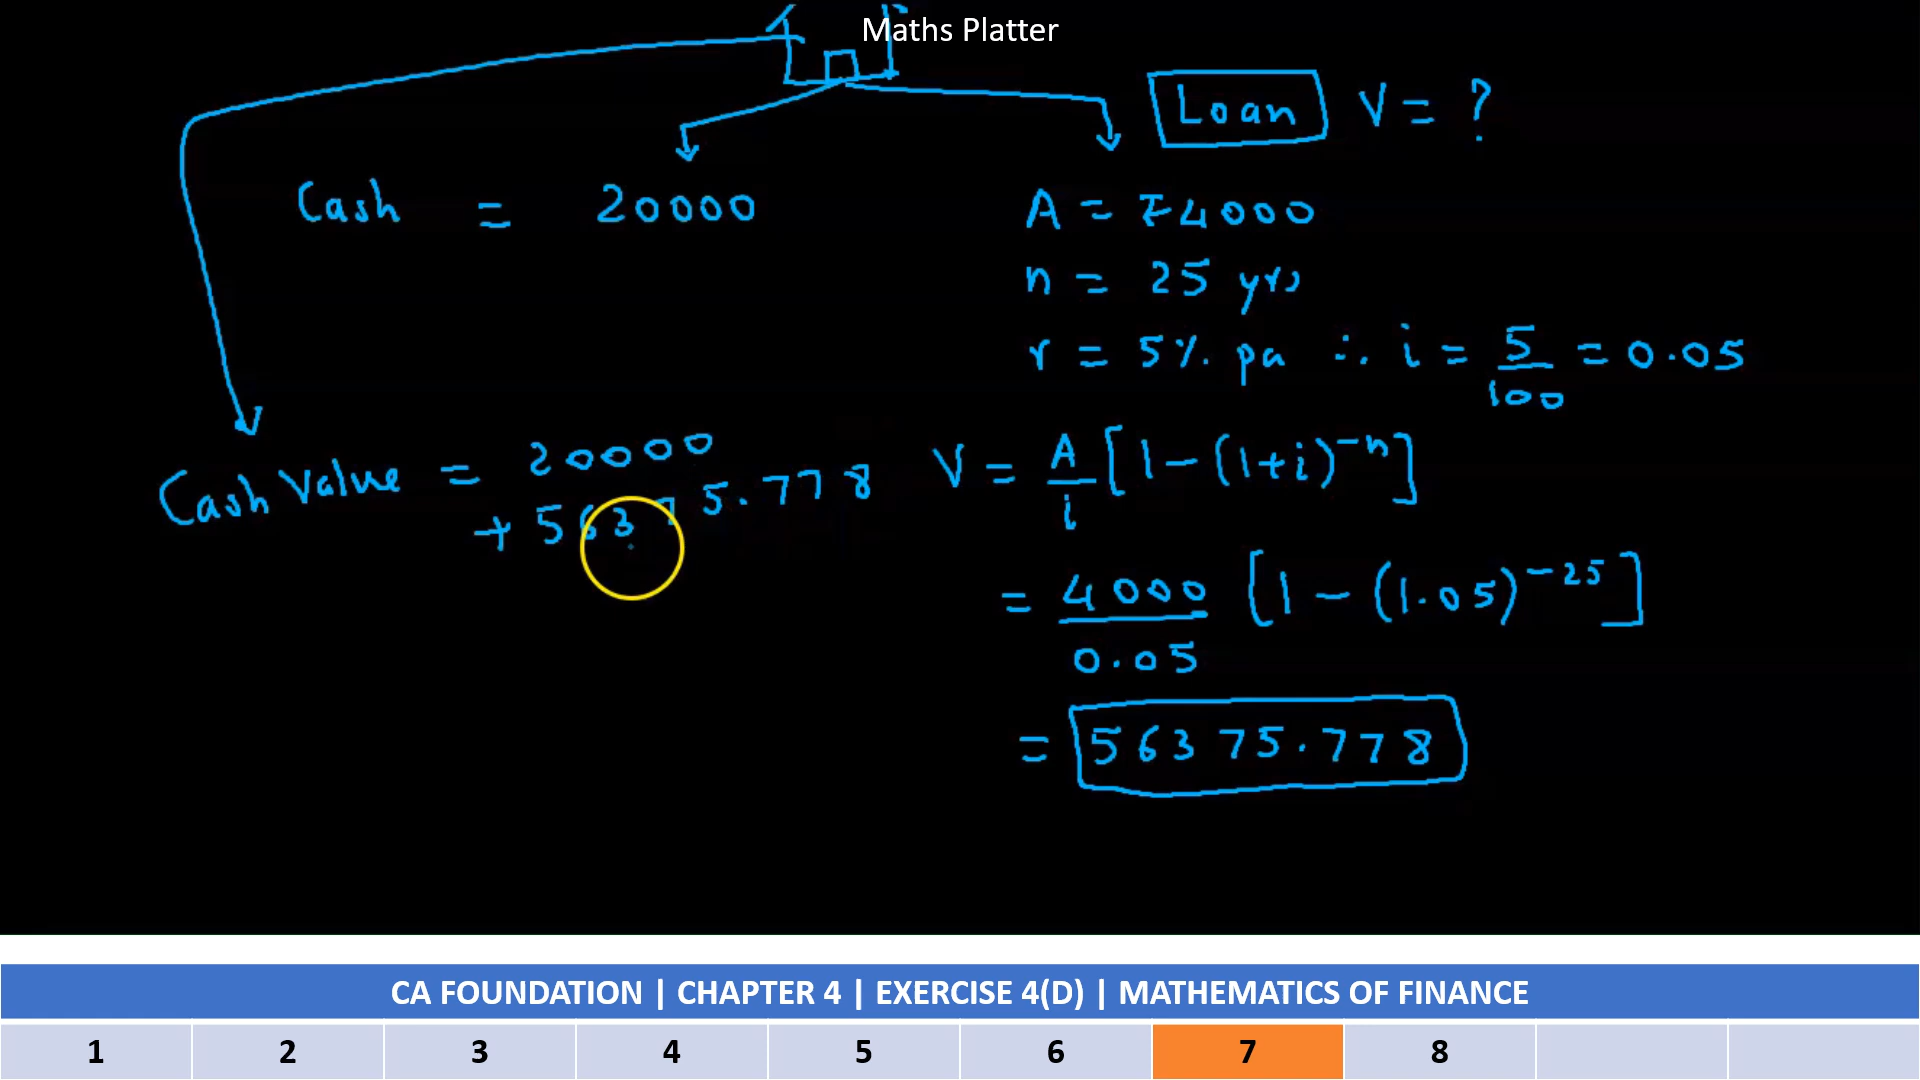 Maths Platter
Loan V = ?
Cash = 20000
A = ₹4000
n = 25 yrs
r = 5% pa ∴ i = 5/100 = 0.05
Cash Value = 20000
+ 56375.778
V = A/i [1-(1+i)^-n]
= 4000/0.05 [1-(1.05)^-25]
= 56375.778
CA FOUNDATION | CHAPTER 4 | EXERCISE 4(D) | MATHEMATICS OF FINANCE
1 2 3 4 5 6 7 8